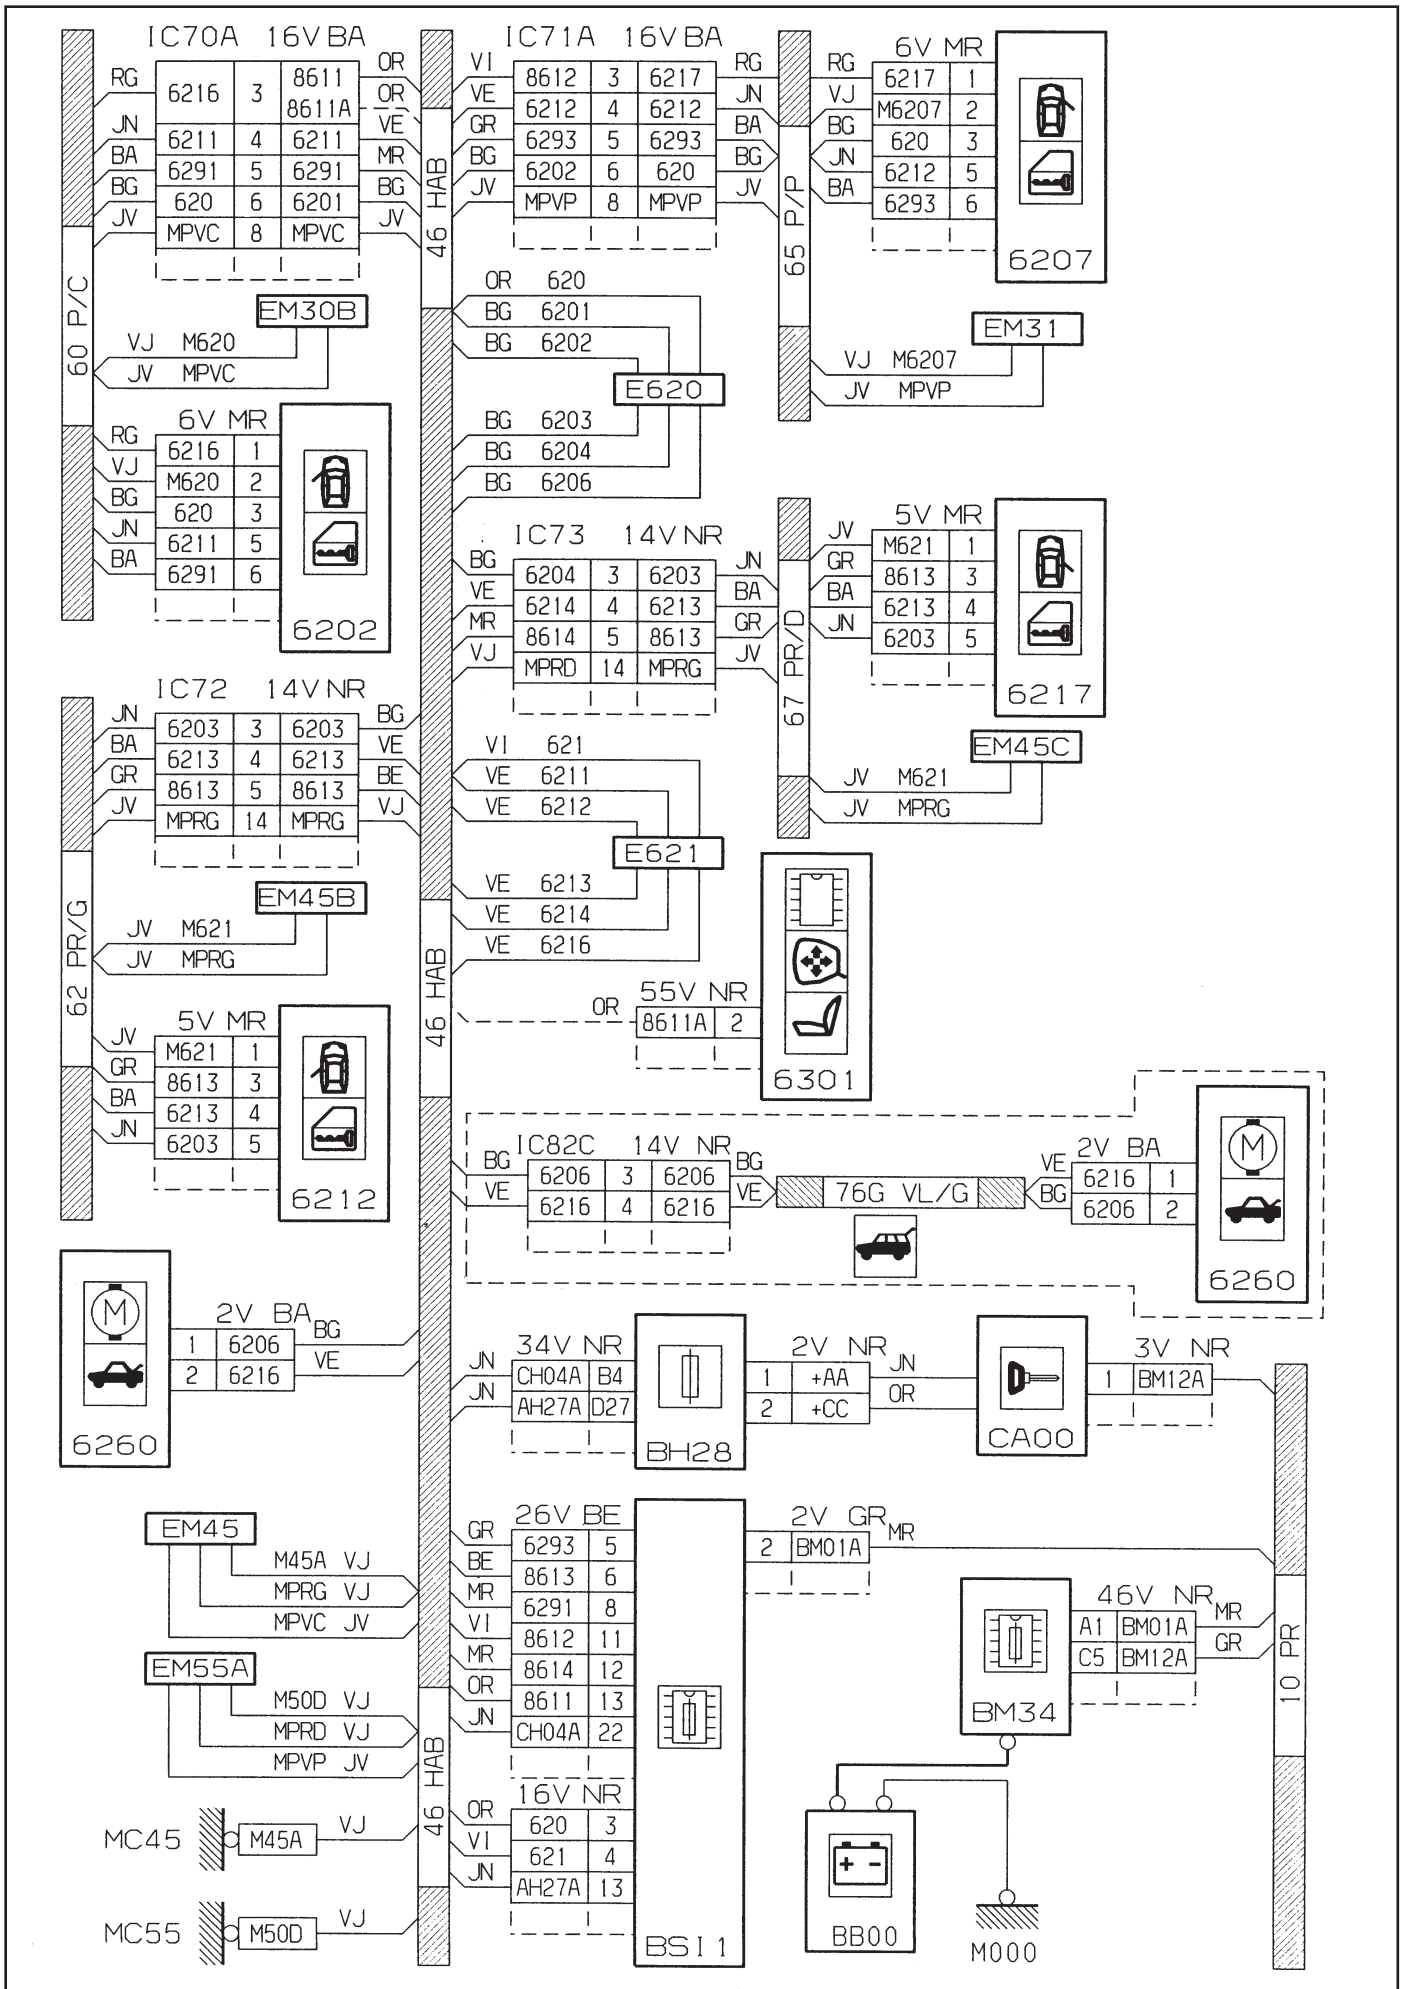 IC70A 16V BA
RG 6216 3 8611 OR
8611A OR
JN 6211 4 6211 VE
BA 6291 5 6291 MR
BG 620 6 6201 BG
JV MPVC 8 MPVC JV
60 P/C
EM30B
VJ M620
JV MPVC
6V MR
RG 6216 1
VJ M620 2
BG 620 3
JN 6211 5
BA 6291 6
6202
46 HAB
IC71A 16V BA
VI 8612 3 6217 RG
VE 6212 4 6212 JN
GR 6293 5 6293 BA
BG 6202 6 620 BG
JV MPVP 8 MPVP JV
65 P/P
6V MR
RG 6217 1
VJ M6207 2
BG 620 3
JN 6212 5
BA 6293 6
6207
EM31
VJ M6207
JV MPVP
OR 620
BG 6201
BG 6202
E620
BG 6203
BG 6204
BG 6206
IC73 14V NR
BG 6204 3 6203 JN
VE 6214 4 6213 BA
MR 8614 5 8613 GR
VJ MPRD 14 MPRG JV
67 PR/D
5V MR
JV M621 1
GR 8613 3
BA 6213 4
JN 6203 5
6217
EM45C
JV M621
JV MPRG
IC72 14V NR
JN 6203 3 6203 BG
BA 6213 4 6213 VE
GR 8613 5 8613 BE
JV MPRG 14 MPRG VJ
62 PR/G
EM45B
JV M621
JV MPRG
5V MR
JV M621 1
GR 8613 3
BA 6213 4
JN 6203 5
6212
VI 621
VE 6211
VE 6212
E621
VE 6213
VE 6214
VE 6216
46 HAB
55V NR
OR 8611A 2
6301
IC82C 14V NR
BG 6206 3 6206 BG
VE 6216 4 6216 VE
76G VL/G
2V BA
VE 6216 1
BG 6206 2
M
6260
M
6260
2V BA
1 6206 BG
2 6216 VE
34V NR
JN CH04A B4
JN AH27A D27
BH28
2V NR
1 +AA JN
2 +CC OR
CA00
3V NR
1 BM12A
EM45
M45A VJ
MPRG VJ
MPVC JV
EM55A
M50D VJ
MPRD VJ
MPVP JV
MC45 M45A VJ
MC55 M50D VJ
46 HAB
26V BE
GR 6293 5
BE 8613 6
MR 6291 8
VI 8612 11
MR 8614 12
OR 8611 13
JN CH04A 22
16V NR
OR 620 3
VI 621 4
JN AH27A 13
BSI1
2V GR
2 BM01A MR
46V NR
A1 BM01A MR
C5 BM12A GR
BM34
10 PR
+ -
BB00
M000